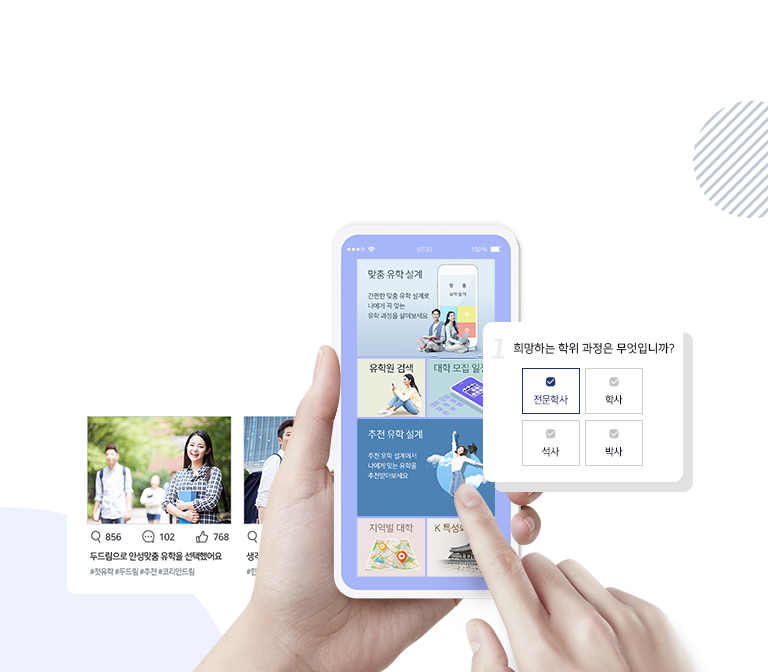 07:35
100%
맞춤 유학 설계
간편한 맞춤 유학 설계로
나에게 꼭 맞는
유학 과정을 살펴보세요
맞 춤
유학설계
유학원 검색
대학 모집 일정
1
희망하는 학위 과정은 무엇입니까?
전문학사
학사
석사
박사
추천 유학 설계
추천 유학 설계에서
나에게 맞는 유학을
추천받아보세요
지역별 대학
K 특성화
856
102
768
두드림으로 안성맞춤 유학을 선택했어요
#첫유학 #두드림 #추천 #코리안드림
생각